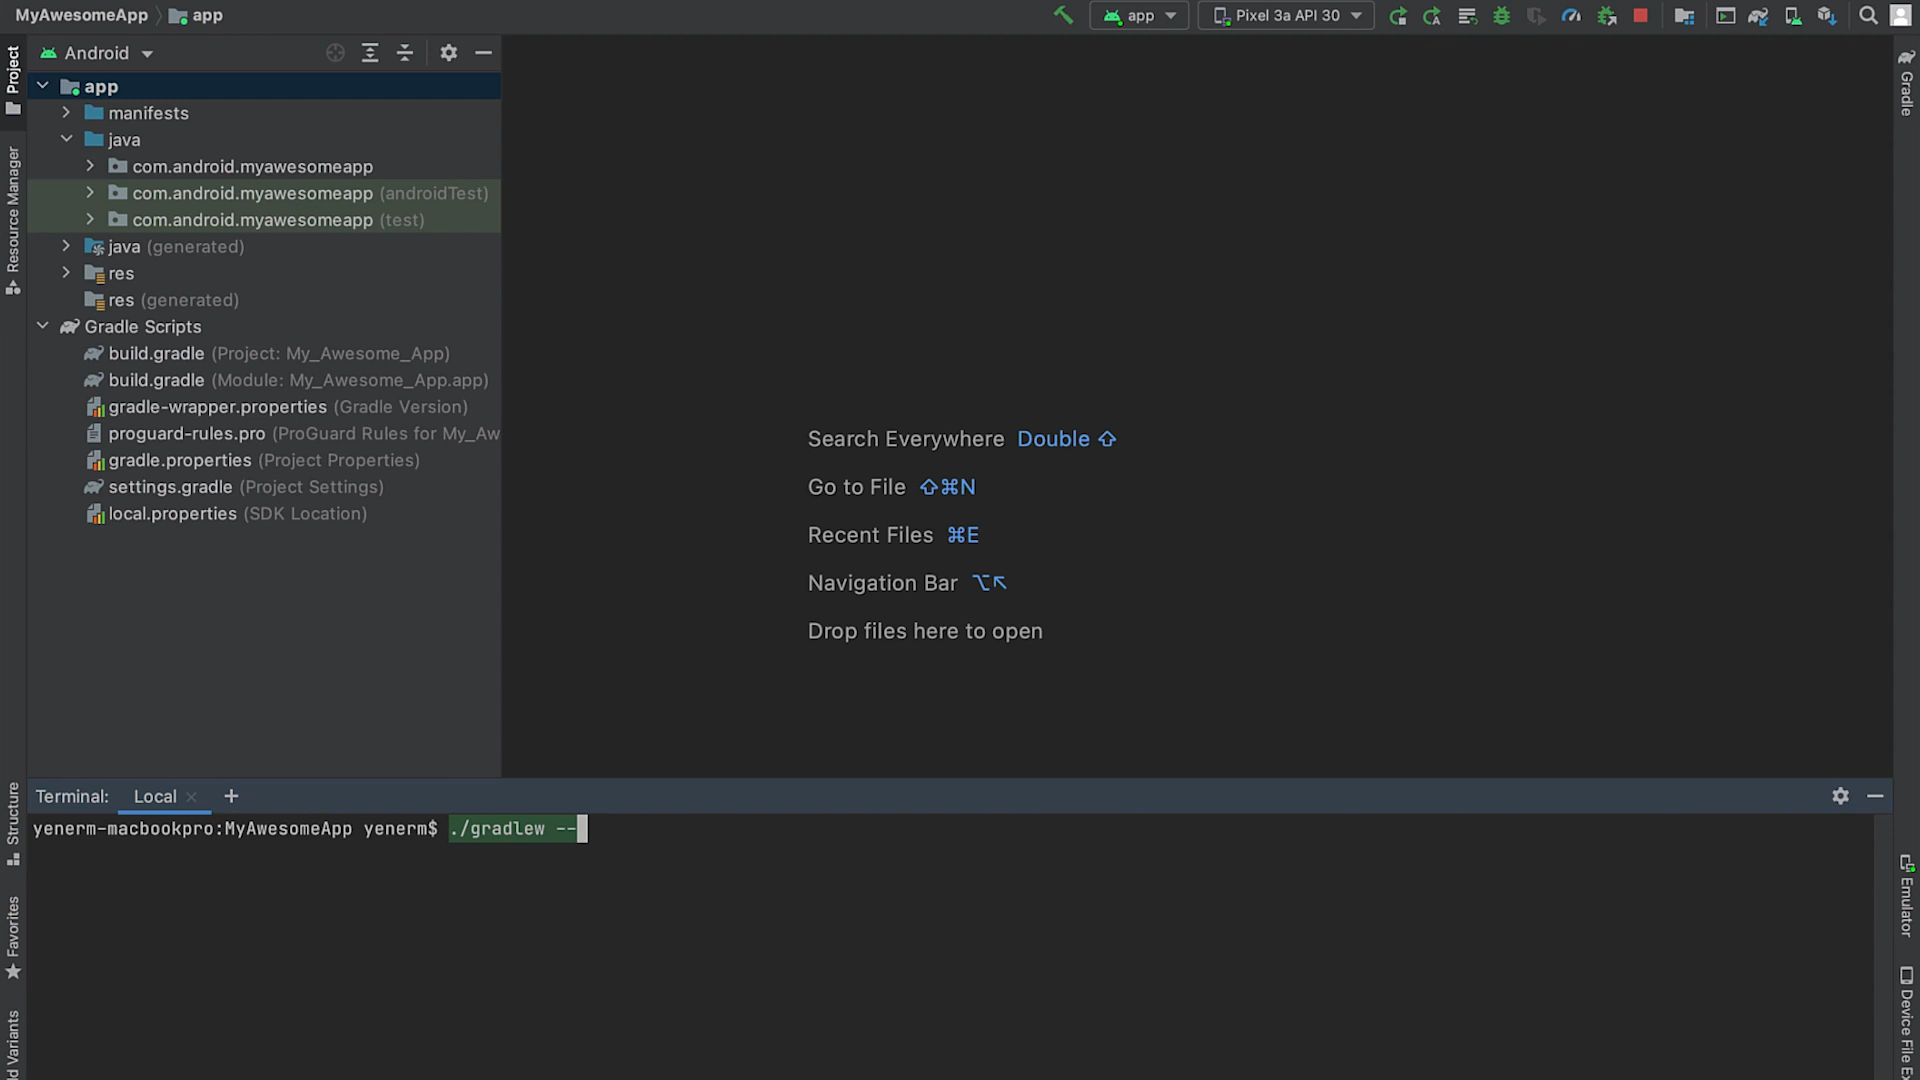 MyAwesomeApp app
app Pixel 3a API 30
Project
Android
app
manifests
java
com.android.myawesomeapp
com.android.myawesomeapp (androidTest)
com.android.myawesomeapp (test)
java (generated)
res
res (generated)
Gradle Scripts
build.gradle (Project: My_Awesome_App)
build.gradle (Module: My_Awesome_App.app)
gradle-wrapper.properties (Gradle Version)
proguard-rules.pro (ProGuard Rules for My_Aw
gradle.properties (Project Properties)
settings.gradle (Project Settings)
local.properties (SDK Location)
Resource Manager
Search Everywhere Double ⇧
Go to File ⇧⌘N
Recent Files ⌘E
Navigation Bar ⌥↖
Drop files here to open
Gradle
Structure
Favorites
d Variants
Terminal: Local × +
yenerm-macbookpro:MyAwesomeApp yenerm$ ./gradlew --
Emulator
Device File Ex